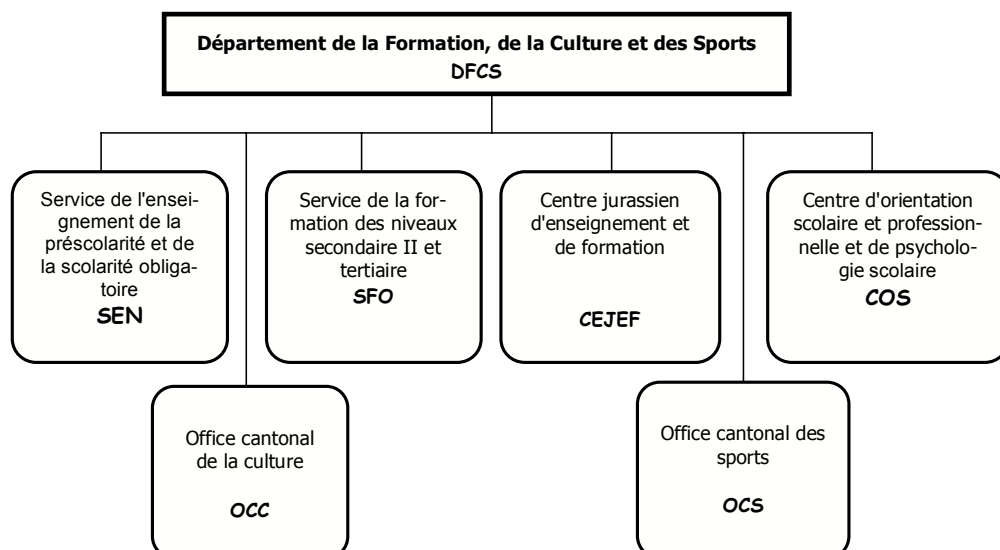 Département de la Formation, de la Culture et des Sports
DFCS
Service de l'ensei-
gnement de la
préscolarité et de
la scolarité obliga-
toire
SEN
Service de la for-
mation des niveaux
secondaire II et
tertiaire
SFO
Centre jurassien
d'enseignement et
de formation
CEJEF
Centre d'orientation
scolaire et profession-
nelle et de psycholo-
gie scolaire
COS
Office cantonal
de la culture
OCC
Office cantonal des
sports
OCS